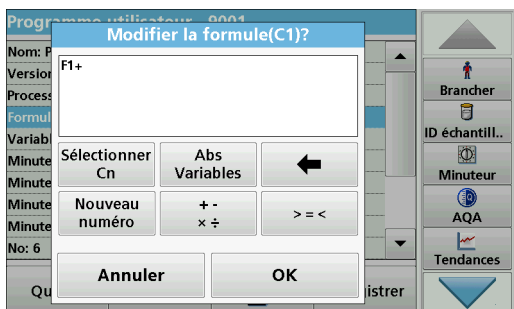 Programme utilisateur 9001
Modifier la formule(C1)?
Nom: P
Version
Process
Formul
Variabl
Minute
Minute
Minute
Minute
No: 6
F1+
Sélectionner
Cn
Abs
Variables
Nouveau
numéro
+ -
× ÷
> = <
Annuler
OK
Qu
istrer
Brancher
ID échantill..
Minuteur
AQA
Tendances